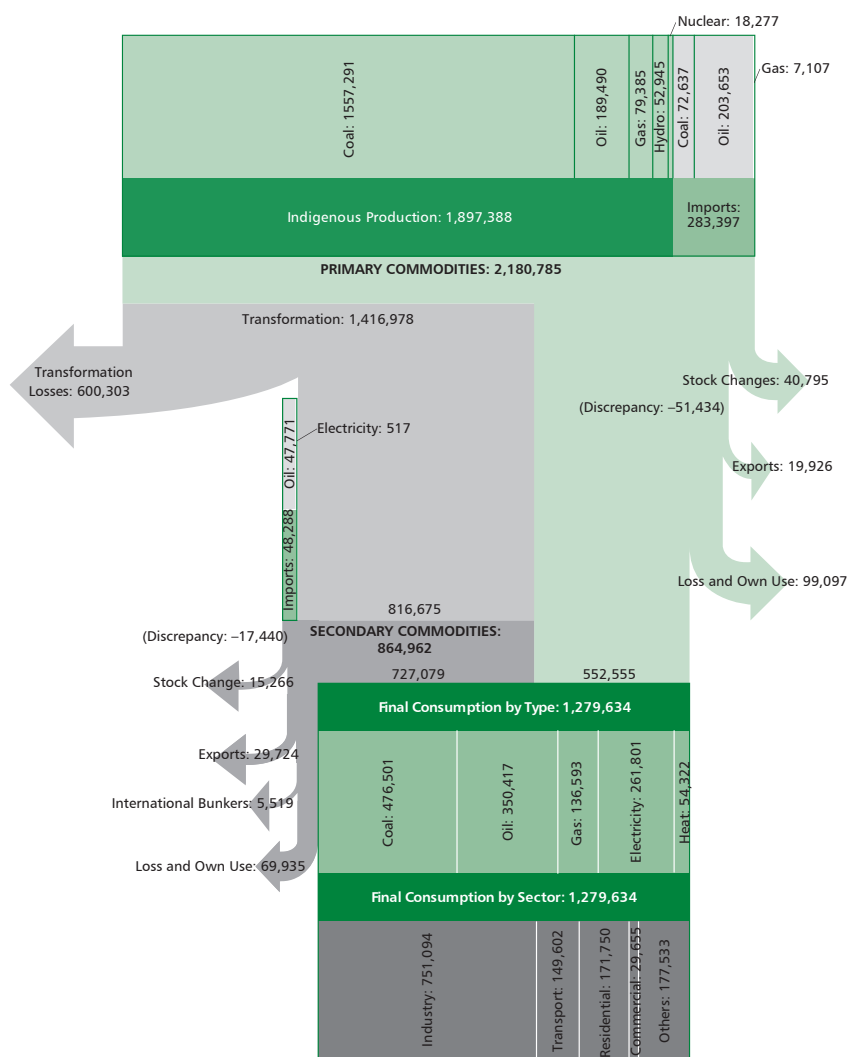 Nuclear: 18,277
Coal: 1557,291
Oil: 189,490
Gas: 79,385
Hydro: 52,945
Coal: 72,637
Oil: 203,653
Gas: 7,107
Indigenous Production: 1,897,388
Imports:
283,397
PRIMARY COMMODITIES: 2,180,785
Transformation: 1,416,978
Transformation
Losses: 600,303
Stock Changes: 40,795
(Discrepancy: –51,434)
Electricity: 517
Oil: 47,771
Exports: 19,926
Imports: 48,288
Loss and Own Use: 99,097
816,675
(Discrepancy: –17,440)
SECONDARY COMMODITIES:
864,962
727,079
552,555
Stock Change: 15,266
Final Consumption by Type: 1,279,634
Exports: 29,724
International Bunkers: 5,519
Loss and Own Use: 69,935
Coal: 476,501
Oil: 350,417
Gas: 136,593
Electricity: 261,801
Heat: 54,322
Final Consumption by Sector: 1,279,634
Industry: 751,094
Transport: 149,602
Residential: 171,750
Commercial: 29,655
Others: 177,533